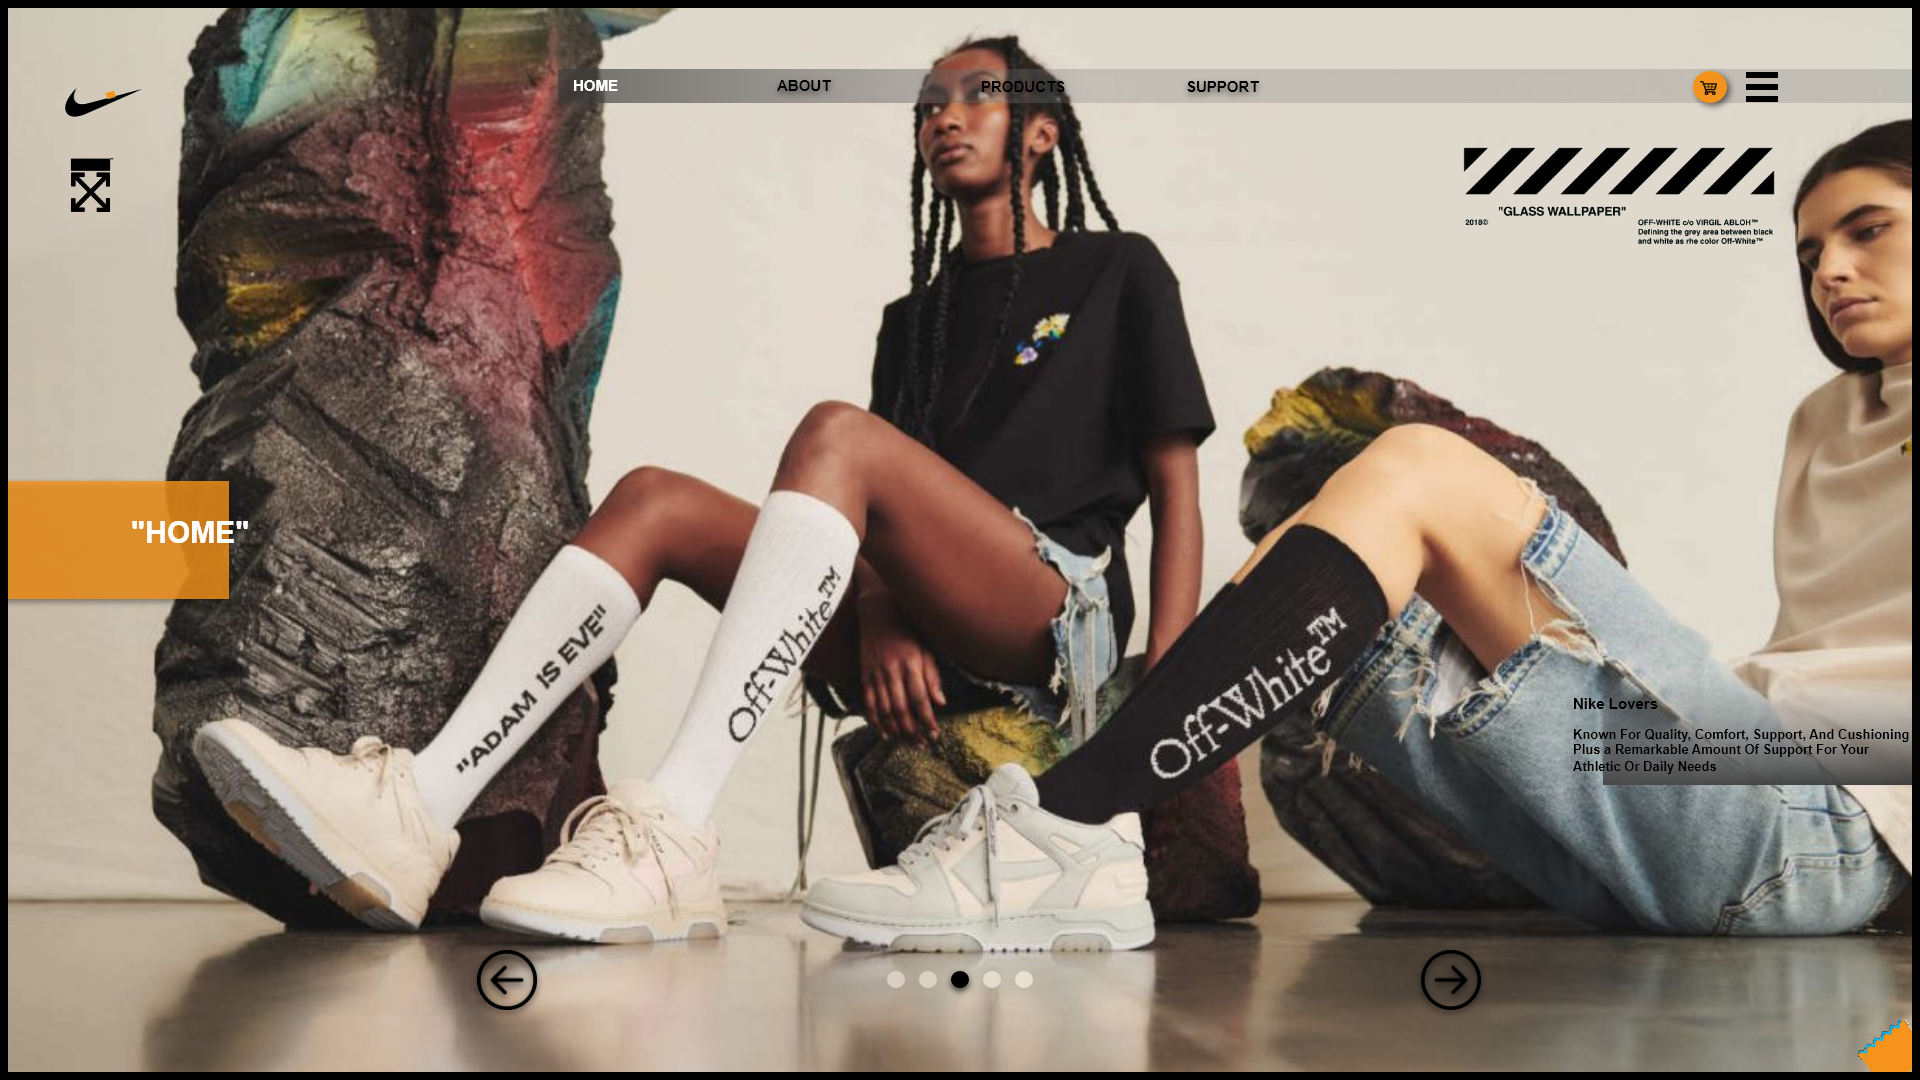 HOME
ABOUT
PRODUCTS
SUPPORT
"GLASS WALLPAPER"
2018©
OFF-WHITE c/o VIRGIL ABLOH™
Defining the grey area between black
and white as rhe color Off-White™
"HOME"
"ADAM IS EVE"
Off-White™
Off-White™
Nike Lovers
Known For Quality, Comfort, Support, And Cushioning
Plus a Remarkable Amount Of Support For Your
Athletic Or Daily Needs